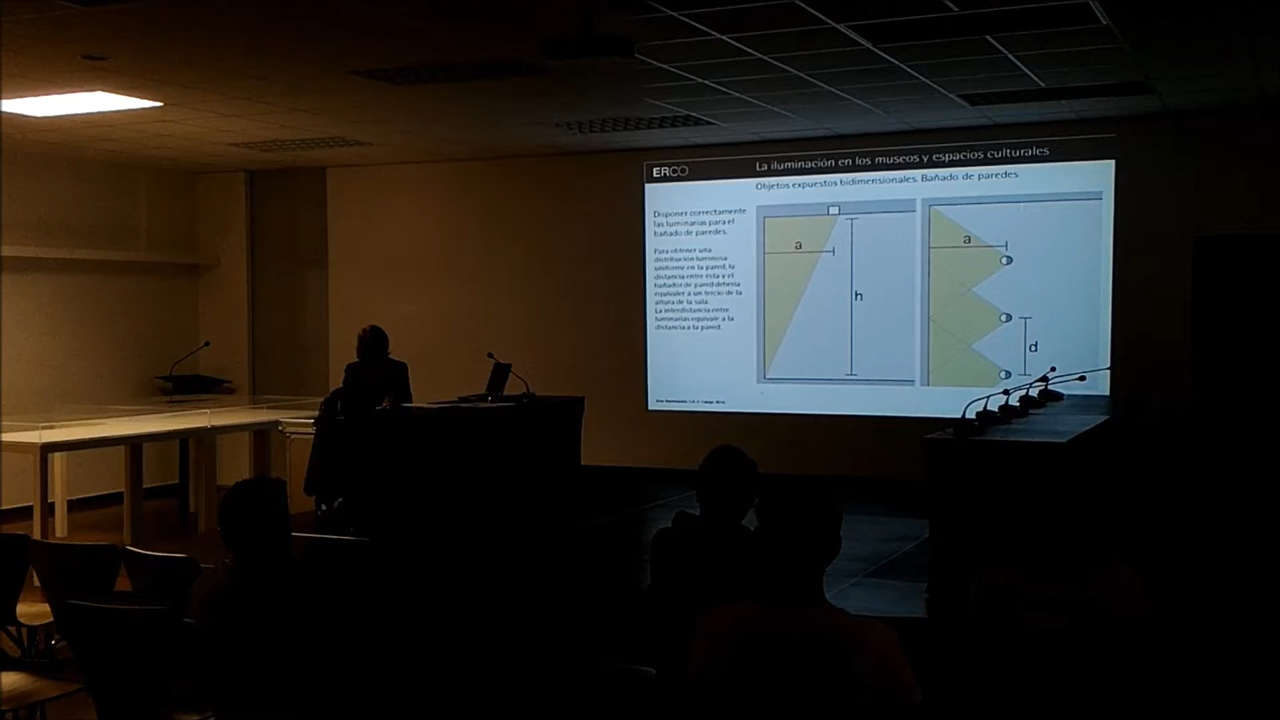 ERCO
La iluminación en los museos y espacios culturales
Objetos expuestos bidimensionales. Bañado de paredes
Disponer correctamente
las luminarias para el
bañado de paredes.
Para obtener una
distribución luminosa
uniforme en la pared, la
distancia entre ésta y el
bañador de pared debería
equivaler a un tercio de la
altura de la sala.
La interdistancia entre
luminarias equivale a la
distancia a la pared.
a
h
a
d